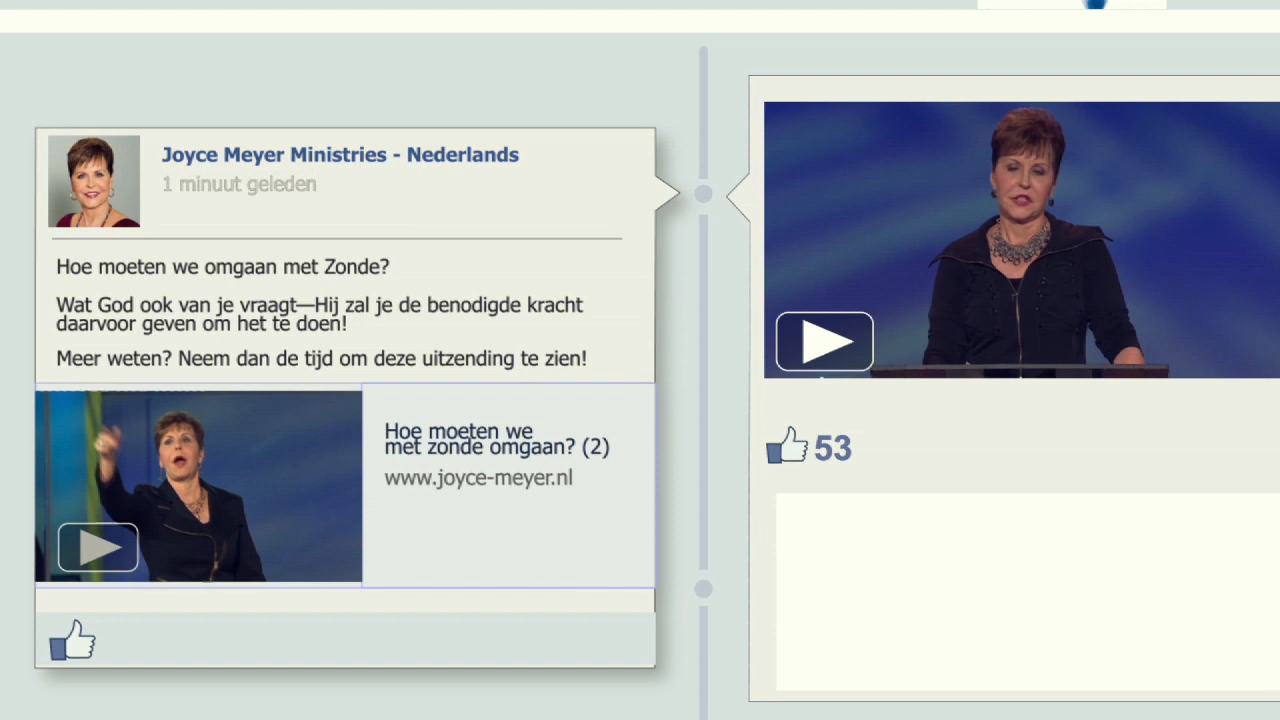 Joyce Meyer Ministries - Nederlands
1 minuut geleden
Hoe moeten we omgaan met Zonde?
Wat God ook van je vraagt—Hij zal je de benodigde kracht
daarvoor geven om het te doen!
Meer weten? Neem dan de tijd om deze uitzending te zien!
Hoe moeten we
met zonde omgaan? (2)
www.joyce-meyer.nl
53